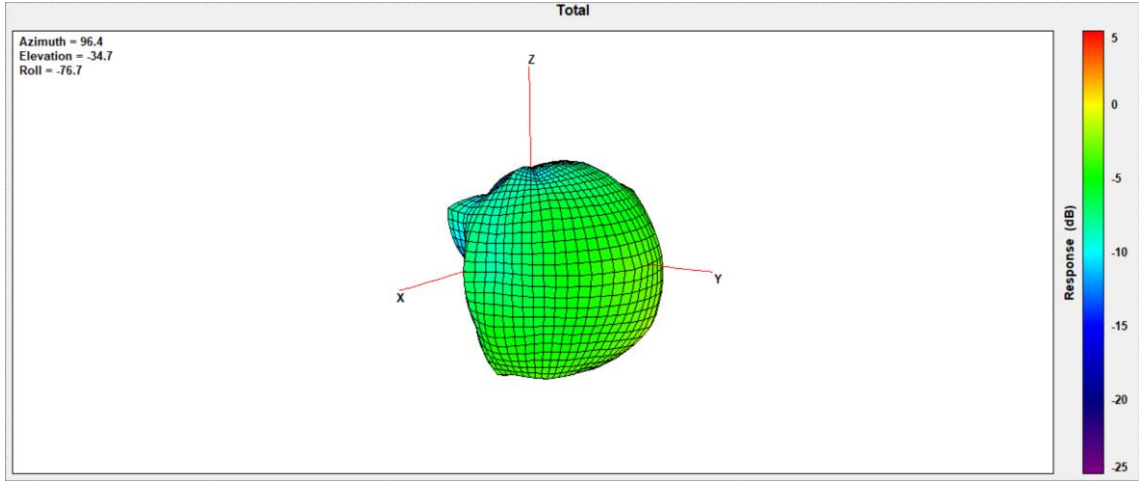 Total
Azimuth = 96.4
Elevation = -34.7
Roll = -76.7
Z
X
Y
5
0
-5
-10
-15
-20
-25
Response (dB)